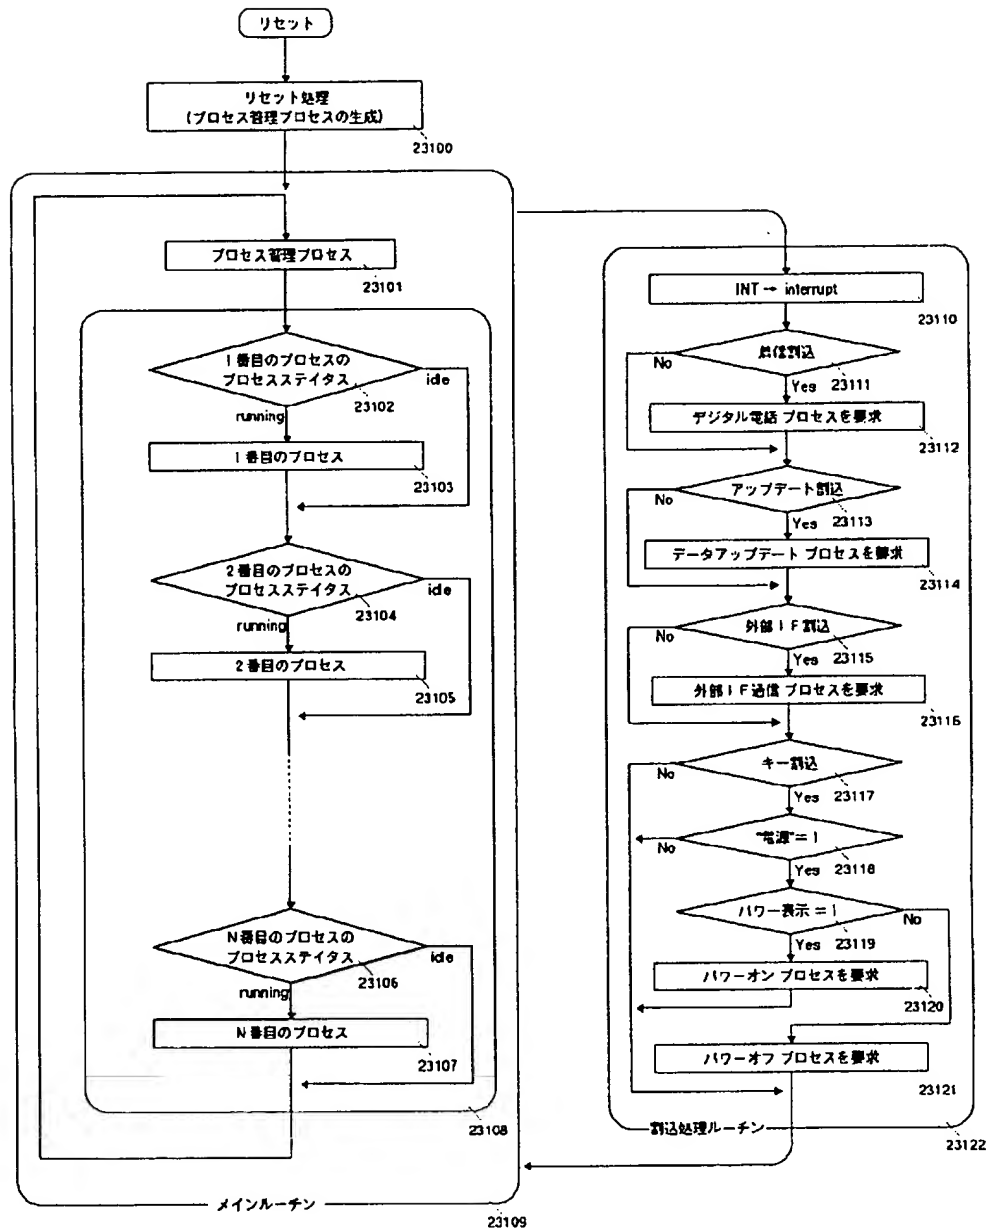 リセット
リセット処理
(プロセス管理プロセスの生成)
23100
プロセス管理プロセス
23101
1番目のプロセスの
プロセスステイタス
idle
23102
running
1番目のプロセス
23103
2番目のプロセスの
プロセスステイタス
idle
23104
running
2番目のプロセス
23105
N番目のプロセスの
プロセスステイタス
idle
23106
running
N番目のプロセス
23107
23108
メインルーチン
23109
INT → interrupt
23110
着信割込
No
23111
Yes
デジタル電話 プロセスを要求
23112
アップデート割込
No
23113
Yes
データアップデート プロセスを要求
23114
外部IF割込
No
23115
Yes
外部IF通信 プロセスを要求
23116
キー割込
No
Yes
23117
"電源"=1
No
23118
Yes
パワー表示=1
No
23119
Yes
パワーオン プロセスを要求
23120
パワーオフ プロセスを要求
23121
割込処理ルーチン
23122